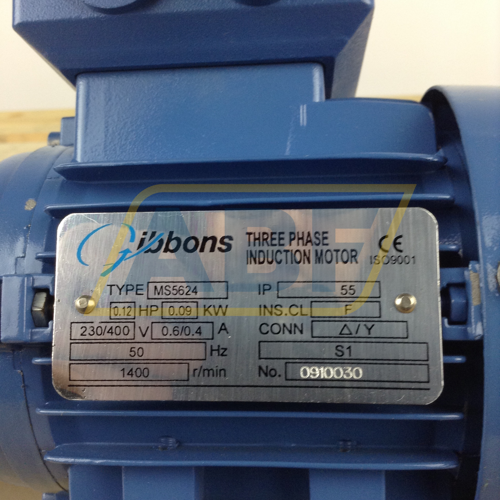 Gibbons THREE PHASE INDUCTION MOTOR CE ISO9001
TYPE MS5624 IP 55
0.12 HP 0.09 KW INS.CL F
230/400 V 0.6/0.4 A CONN △/Y
50 Hz S1
1400 r/min No. 0910030
ABF